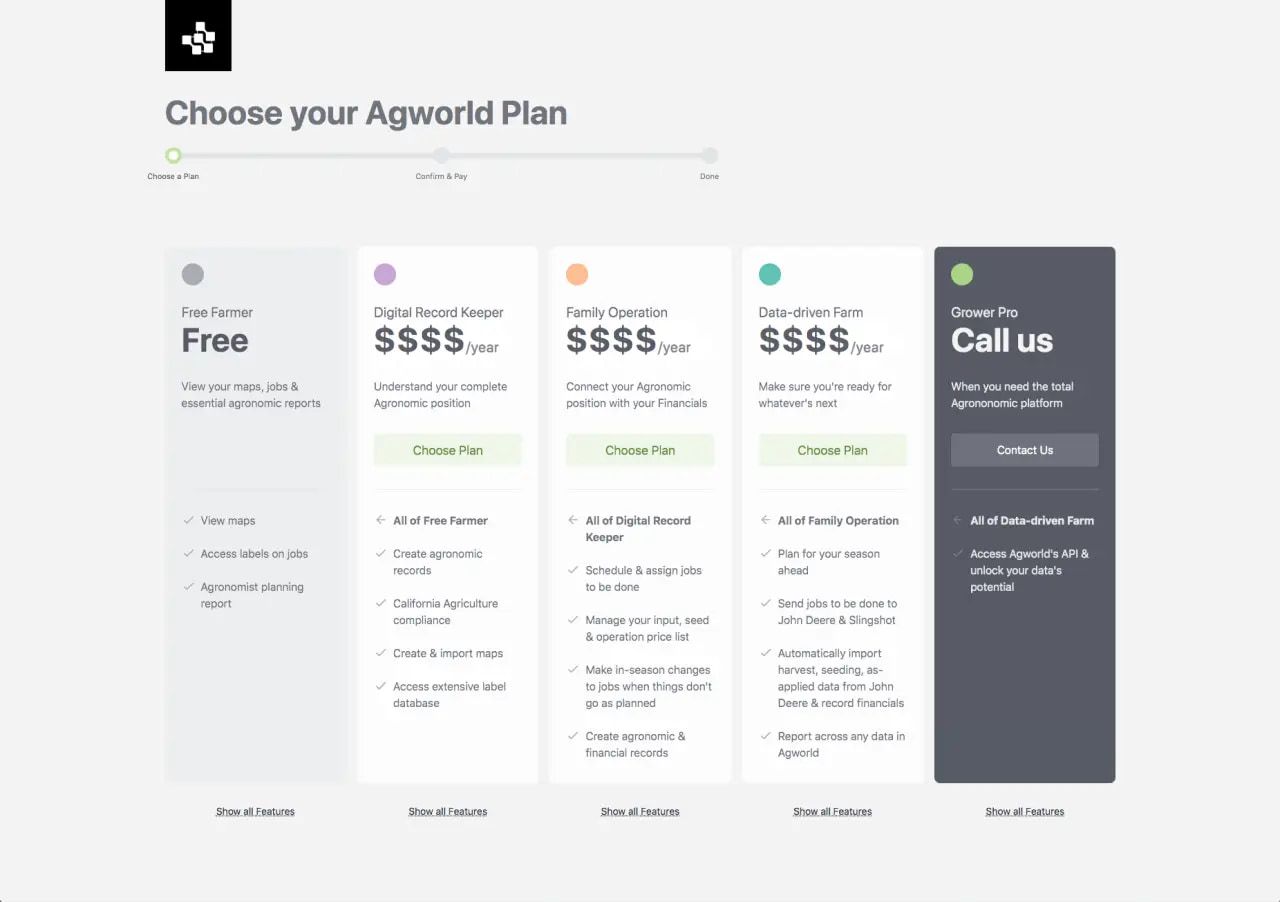 Choose your Agworld Plan
Choose a Plan
Confirm & Pay
Done
Free Farmer
Free
View your maps, jobs &
essential agronomic reports
View maps
Access labels on jobs
Agronomist planning
report
Show all Features
Digital Record Keeper
$$$$/year
Understand your complete
Agronomic position
Choose Plan
All of Free Farmer
Create agronomic
records
California Agriculture
compliance
Create & import maps
Access extensive label
database
Show all Features
Family Operation
$$$$/year
Connect your Agronomic
position with your Financials
Choose Plan
All of Digital Record
Keeper
Schedule & assign jobs
to be done
Manage your input, seed
& operation price list
Make in-season changes
to jobs when things don't
go as planned
Create agronomic &
financial records
Show all Features
Data-driven Farm
$$$$/year
Make sure you're ready for
whatever's next
Choose Plan
All of Family Operation
Plan for your season
ahead
Send jobs to be done to
John Deere & Slingshot
Automatically import
harvest, seeding, as-
applied data from John
Deere & record financials
Report across any data in
Agworld
Show all Features
Grower Pro
Call us
When you need the total
Agrononomic platform
Contact Us
All of Data-driven Farm
Access Agworld's API &
unlock your data's
potential
Show all Features